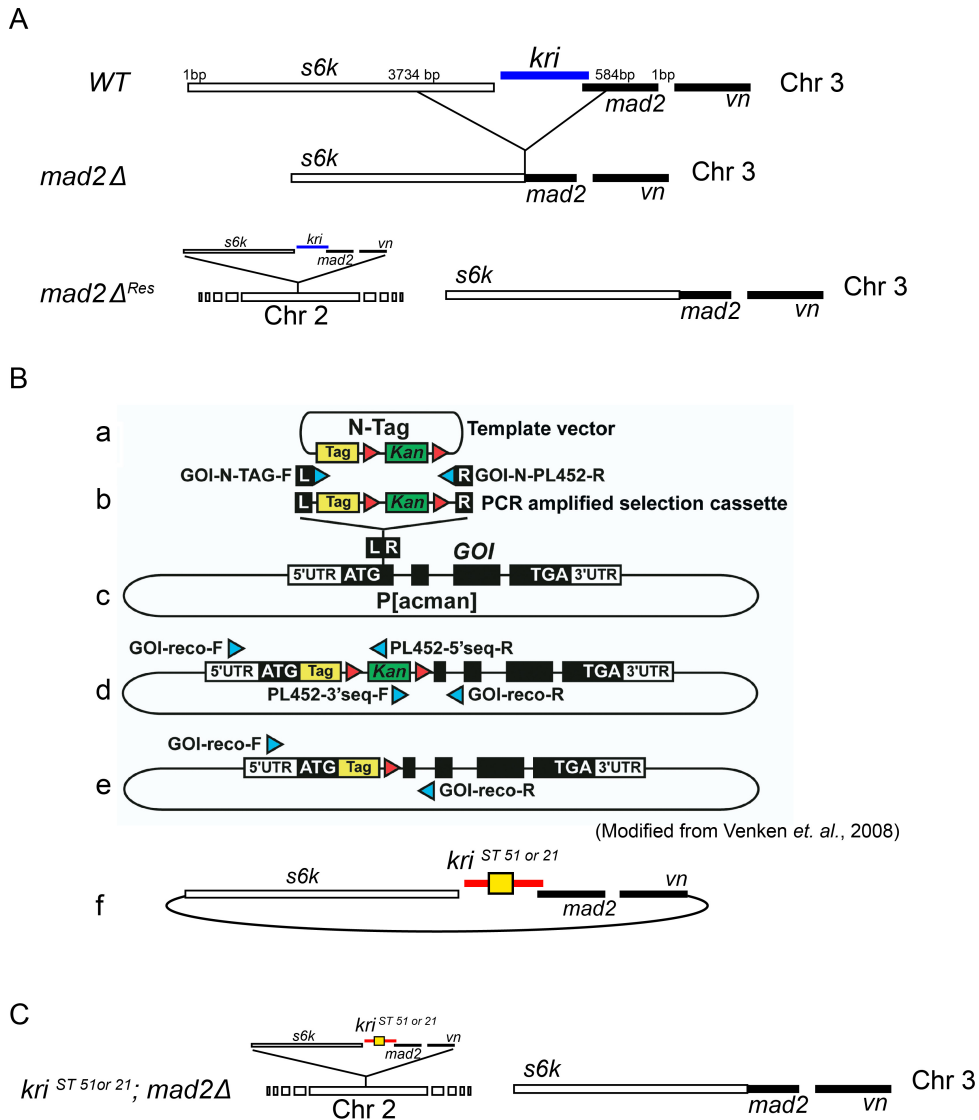 A
WT
1bp
s6k
3734 bp
kri
584bp
1bp
mad2
vn
Chr 3
mad2 Δ
s6k
mad2
vn
Chr 3
mad2 Δ Res
s6k
kri
mad2
vn
Chr 2
s6k
mad2
vn
Chr 3
B
a
N-Tag
Template vector
Tag
Kan
GOI-N-TAG-F
L
R
GOI-N-PL452-R
b
L
Tag
Kan
R
PCR amplified selection cassette
L R
GOI
5'UTR ATG
TGA 3'UTR
c
P[acman]
GOI-reco-F
PL452-5'seq-R
d
5'UTR ATG Tag
Kan
TGA 3'UTR
PL452-3'seq-F
GOI-reco-R
GOI-reco-F
e
5'UTR ATG Tag
TGA 3'UTR
GOI-reco-R
(Modified from Venken et. al., 2008)
f
s6k
kri ST 51 or 21
mad2
vn
C
kri ST 51or 21; mad2Δ
s6k
kri ST 51 or 21
mad2
vn
Chr 2
s6k
mad2
vn
Chr 3